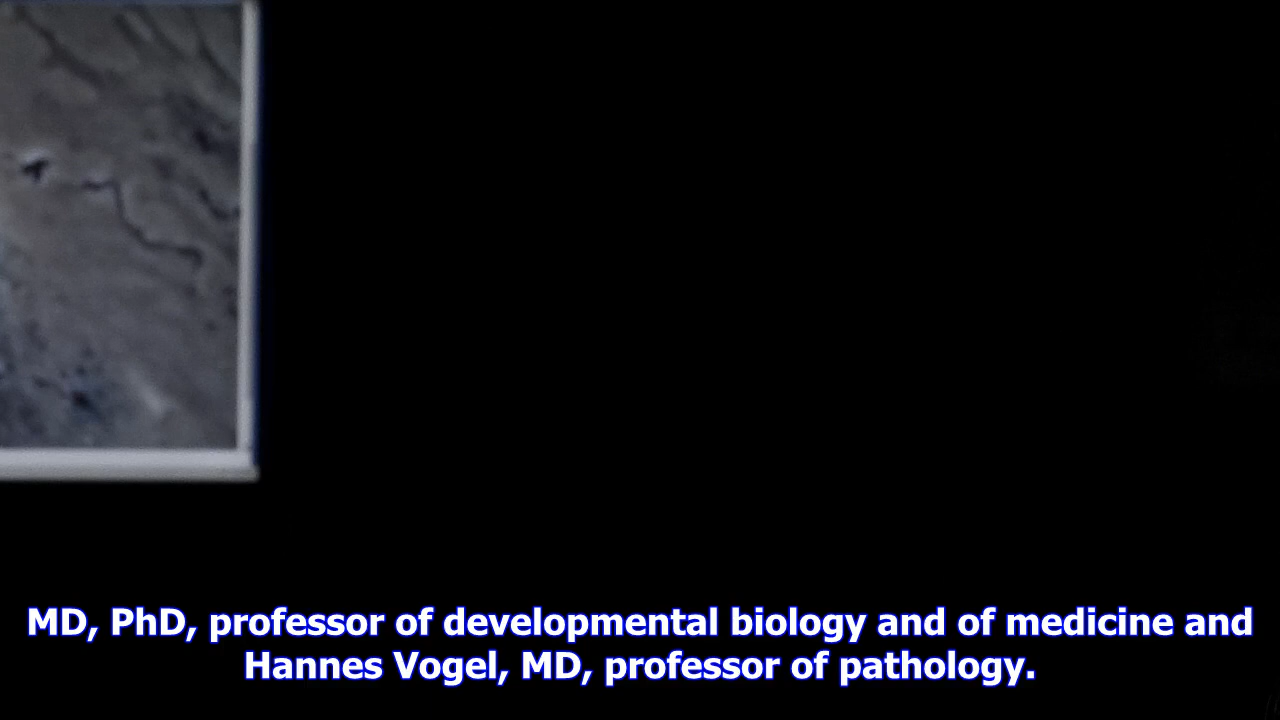 MD, PhD, professor of developmental biology and of medicine and
Hannes Vogel, MD, professor of pathology.